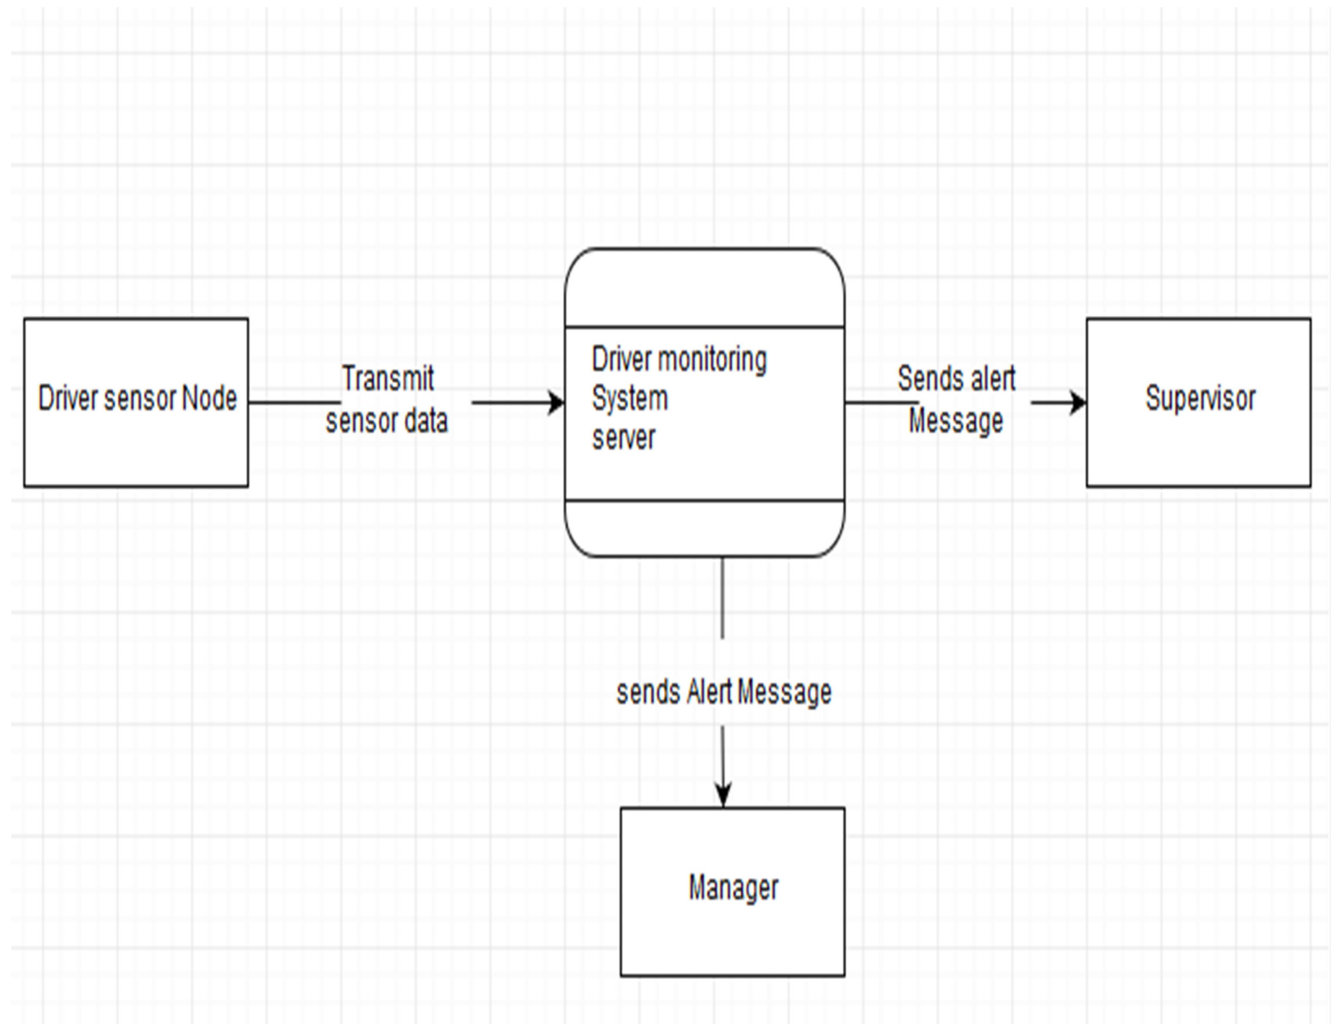 Driver sensor Node
Transmit
sensor data
Driver monitoring
System
server
Sends alert
Message
Supervisor
sends Alert Message
Manager